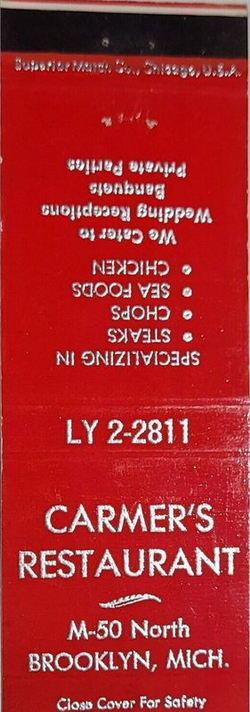 Superior Match Co., Chicago, U.S.A.
SPECIALIZING IN
• STEAKS
• CHOPS
• SEA FOODS
• CHICKEN
We Cater to
Wedding Receptions
Banquets
Private Parties
LY 2-2811
CARMER'S
RESTAURANT
M-50 North
BROOKLYN, MICH.
Close Cover For Safety